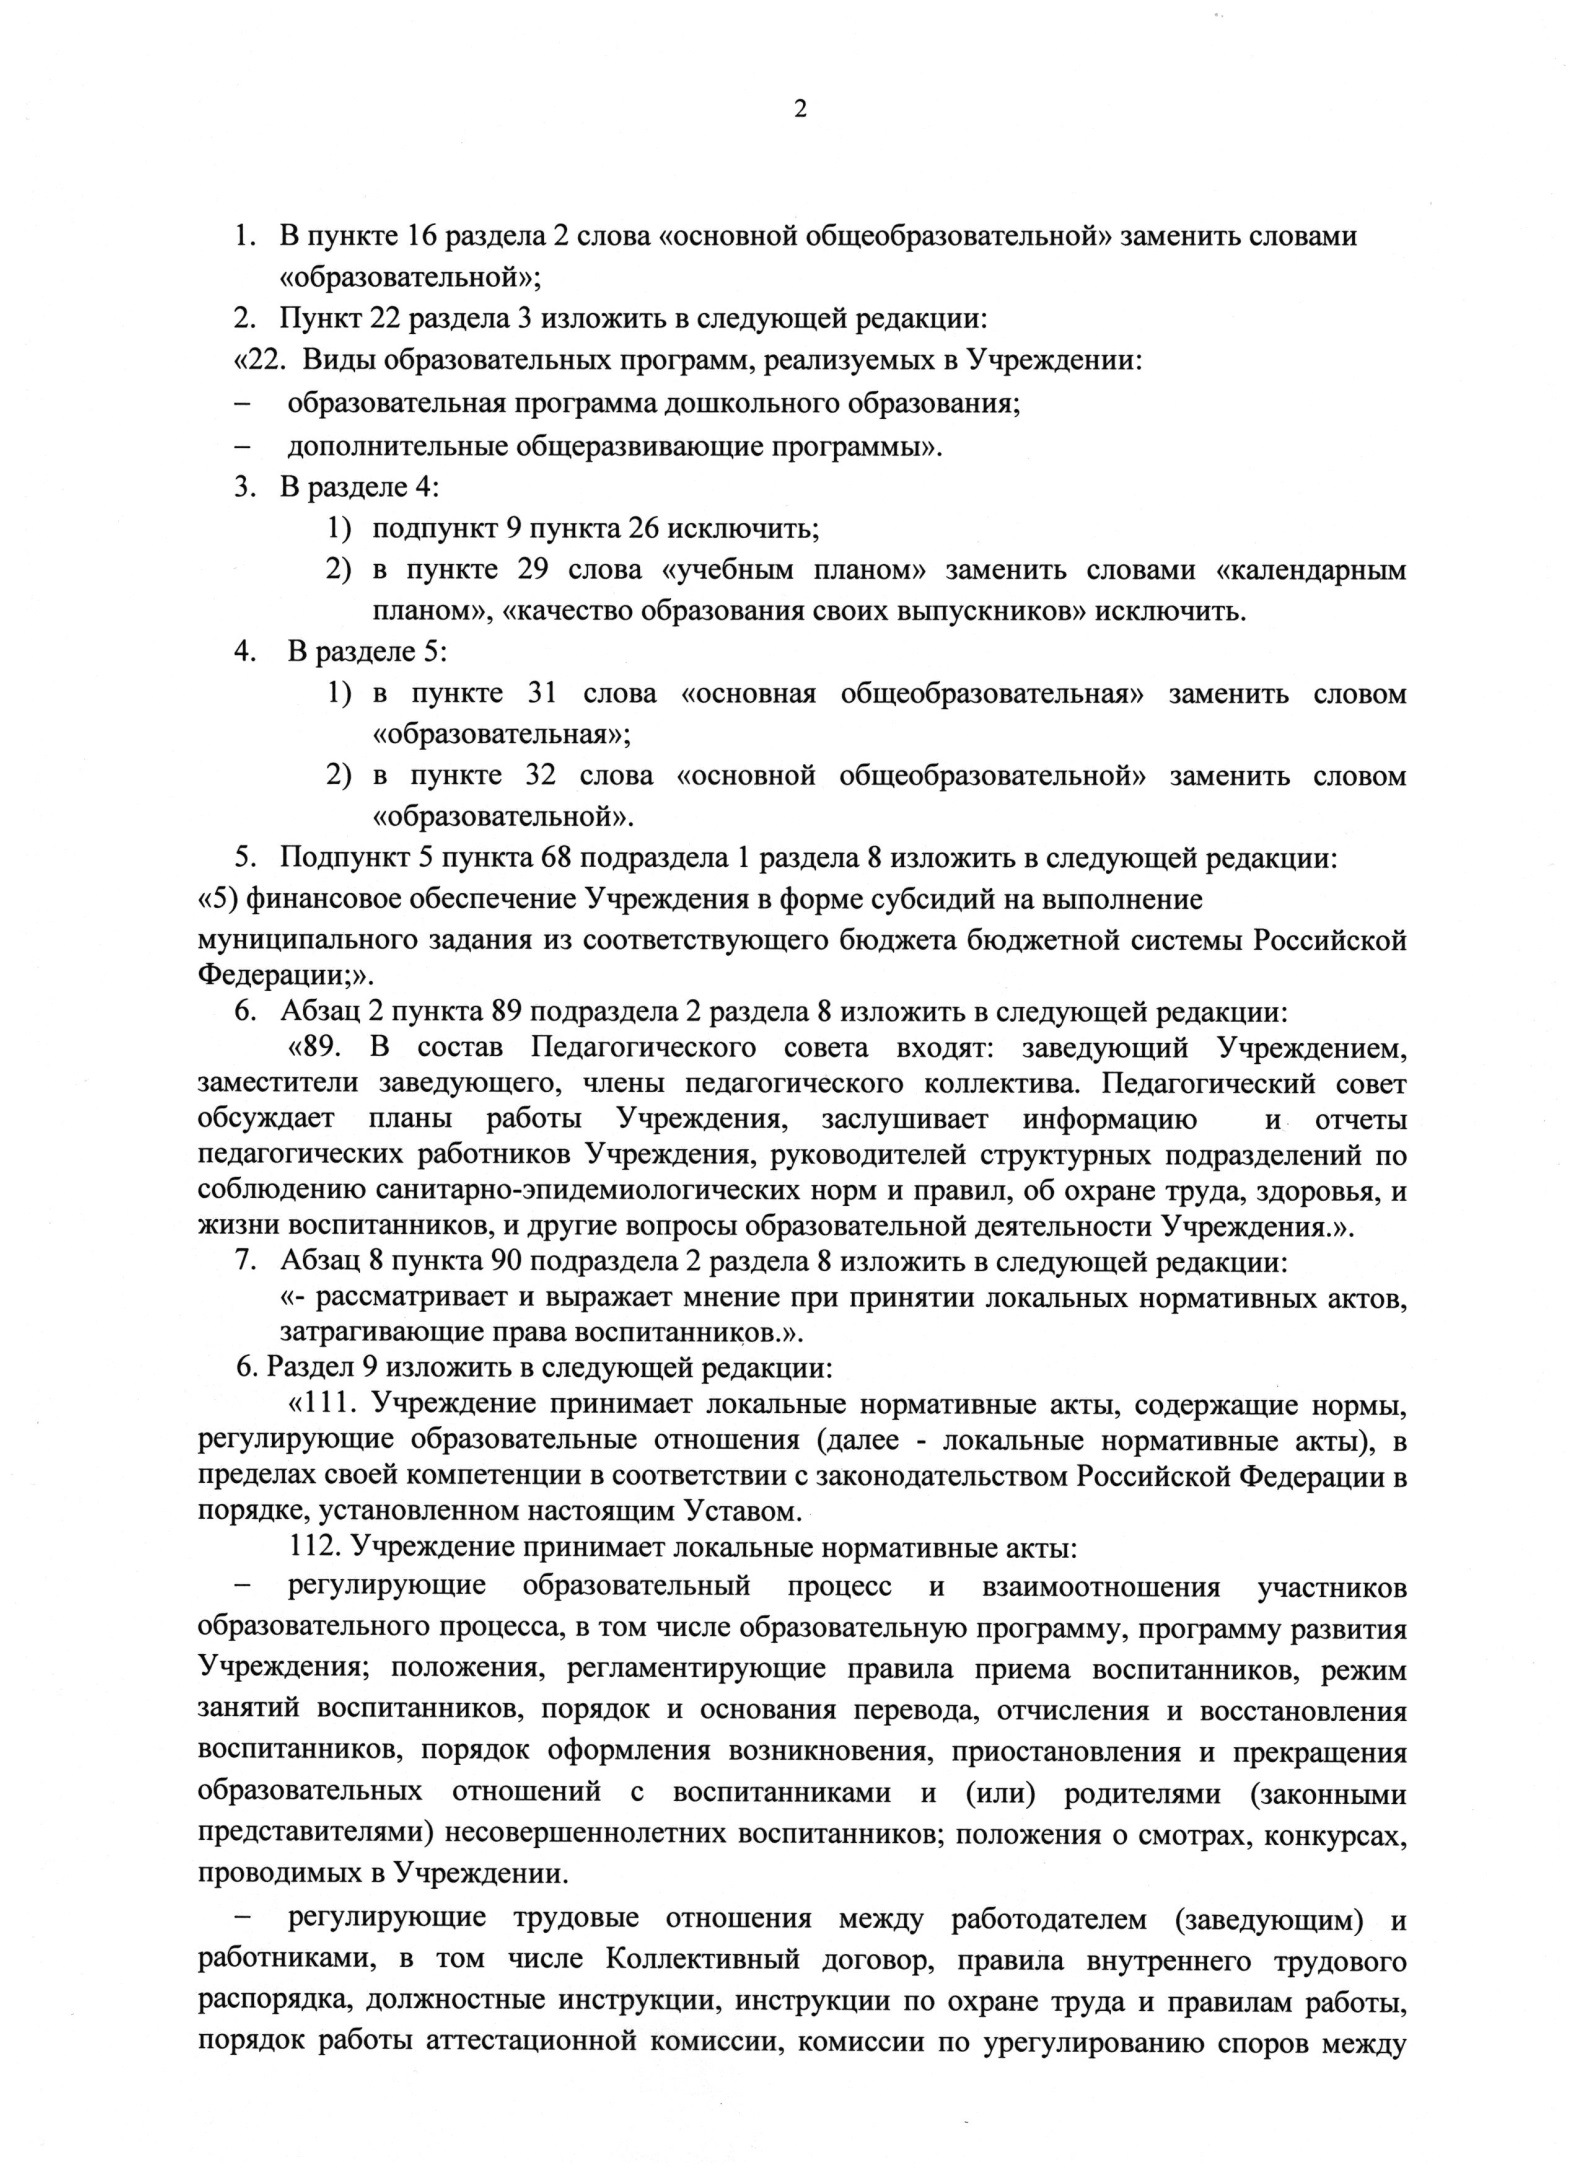 2
1. В пункте 16 раздела 2 слова «основной общеобразовательной» заменить словами
«образовательной»;
2. Пункт 22 раздела 3 изложить в следующей редакции:
«22. Виды образовательных программ, реализуемых в Учреждении:
– образовательная программа дошкольного образования;
– дополнительные общеразвивающие программы».
3. В разделе 4:
1) подпункт 9 пункта 26 исключить;
2) в пункте 29 слова «учебным планом» заменить словами «календарным
планом», «качество образования своих выпускников» исключить.
4. В разделе 5:
1) в пункте 31 слова «основная общеобразовательная» заменить словом
«образовательная»;
2) в пункте 32 слова «основной общеобразовательной» заменить словом
«образовательной».
5. Подпункт 5 пункта 68 подраздела 1 раздела 8 изложить в следующей редакции:
«5) финансовое обеспечение Учреждения в форме субсидий на выполнение
муниципального задания из соответствующего бюджета бюджетной системы Российской
Федерации;».
6. Абзац 2 пункта 89 подраздела 2 раздела 8 изложить в следующей редакции:
«89. В состав Педагогического совета входят: заведующий Учреждением,
заместители заведующего, члены педагогического коллектива. Педагогический совет
обсуждает планы работы Учреждения, заслушивает информацию и отчеты
педагогических работников Учреждения, руководителей структурных подразделений по
соблюдению санитарно-эпидемиологических норм и правил, об охране труда, здоровья, и
жизни воспитанников, и другие вопросы образовательной деятельности Учреждения.».
7. Абзац 8 пункта 90 подраздела 2 раздела 8 изложить в следующей редакции:
«- рассматривает и выражает мнение при принятии локальных нормативных актов,
затрагивающие права воспитанников.».
6. Раздел 9 изложить в следующей редакции:
«111. Учреждение принимает локальные нормативные акты, содержащие нормы,
регулирующие образовательные отношения (далее - локальные нормативные акты), в
пределах своей компетенции в соответствии с законодательством Российской Федерации в
порядке, установленном настоящим Уставом.
112. Учреждение принимает локальные нормативные акты:
– регулирующие образовательный процесс и взаимоотношения участников
образовательного процесса, в том числе образовательную программу, программу развития
Учреждения; положения, регламентирующие правила приема воспитанников, режим
занятий воспитанников, порядок и основания перевода, отчисления и восстановления
воспитанников, порядок оформления возникновения, приостановления и прекращения
образовательных отношений с воспитанниками и (или) родителями (законными
представителями) несовершеннолетних воспитанников; положения о смотрах, конкурсах,
проводимых в Учреждении.
– регулирующие трудовые отношения между работодателем (заведующим) и
работниками, в том числе Коллективный договор, правила внутреннего трудового
распорядка, должностные инструкции, инструкции по охране труда и правилам работы,
порядок работы аттестационной комиссии, комиссии по урегулированию споров между